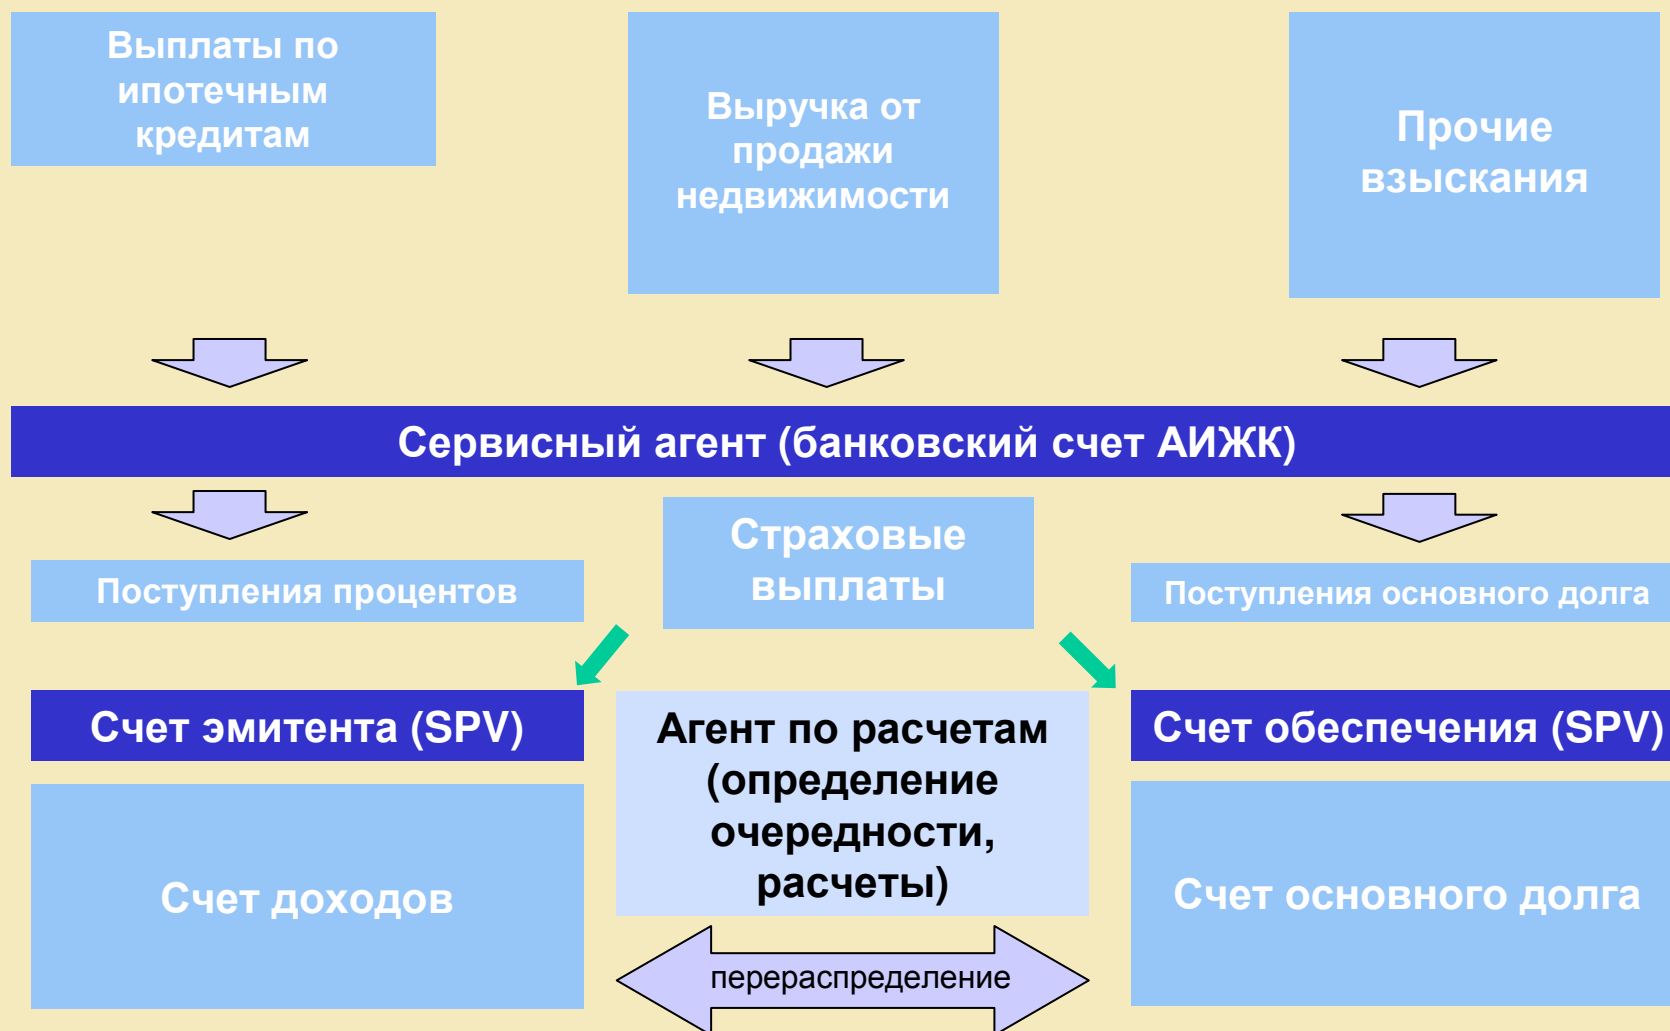 Выплаты по
ипотечным
кредитам
Выручка от
продажи
недвижимости
Прочие
взыскания
Сервисный агент (банковский счет АИЖК)
Страховые
выплаты
Поступления процентов
Поступления основного долга
Счет эмитента (SPV)
Агент по расчетам
(определение
очередности,
расчеты)
Счет обеспечения (SPV)
Счет доходов
Счет основного долга
перераспределение